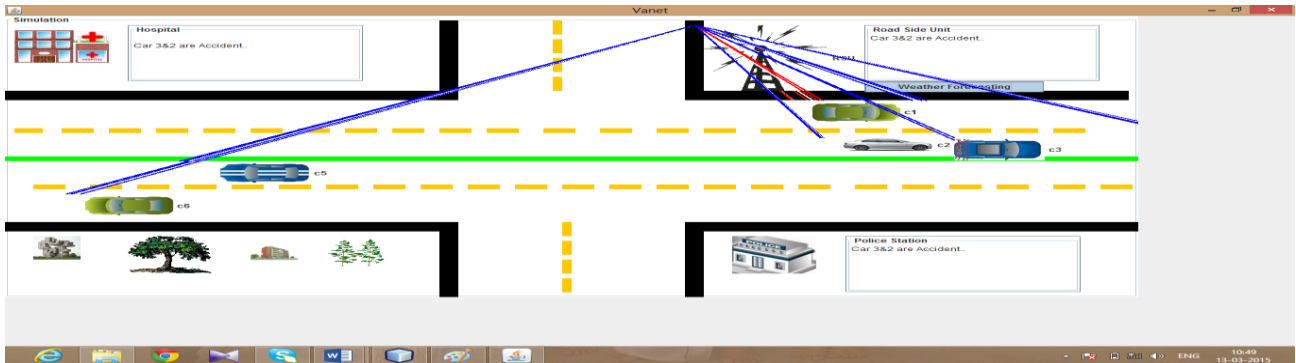 Vanet
Simulation
Hospital
Car 3&2 are Accident..
Road Side Unit
Car 3&2 are Accident..
RSU
Weather Forecasting
c1
c2
c3
c5
c6
Police Station
Car 3&2 are Accident..
ENG
10:49
13-03-2015